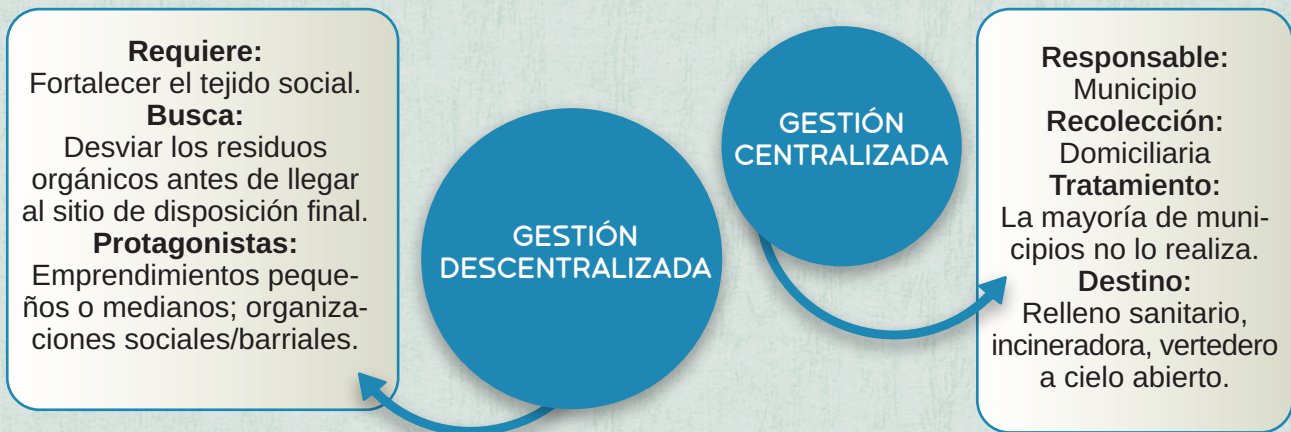 Requiere:
Fortalecer el tejido social.
Busca:
Desviar los residuos
orgánicos antes de llegar
al sitio de disposición final.
Protagonistas:
Emprendimientos peque-
ños o medianos; organiza-
ciones sociales/barriales.
GESTIÓN
DESCENTRALIZADA
GESTIÓN
CENTRALIZADA
Responsable:
Municipio
Recolección:
Domiciliaria
Tratamiento:
La mayoría de muni-
cipios no lo realiza.
Destino:
Relleno sanitario,
incineradora, vertedero
a cielo abierto.